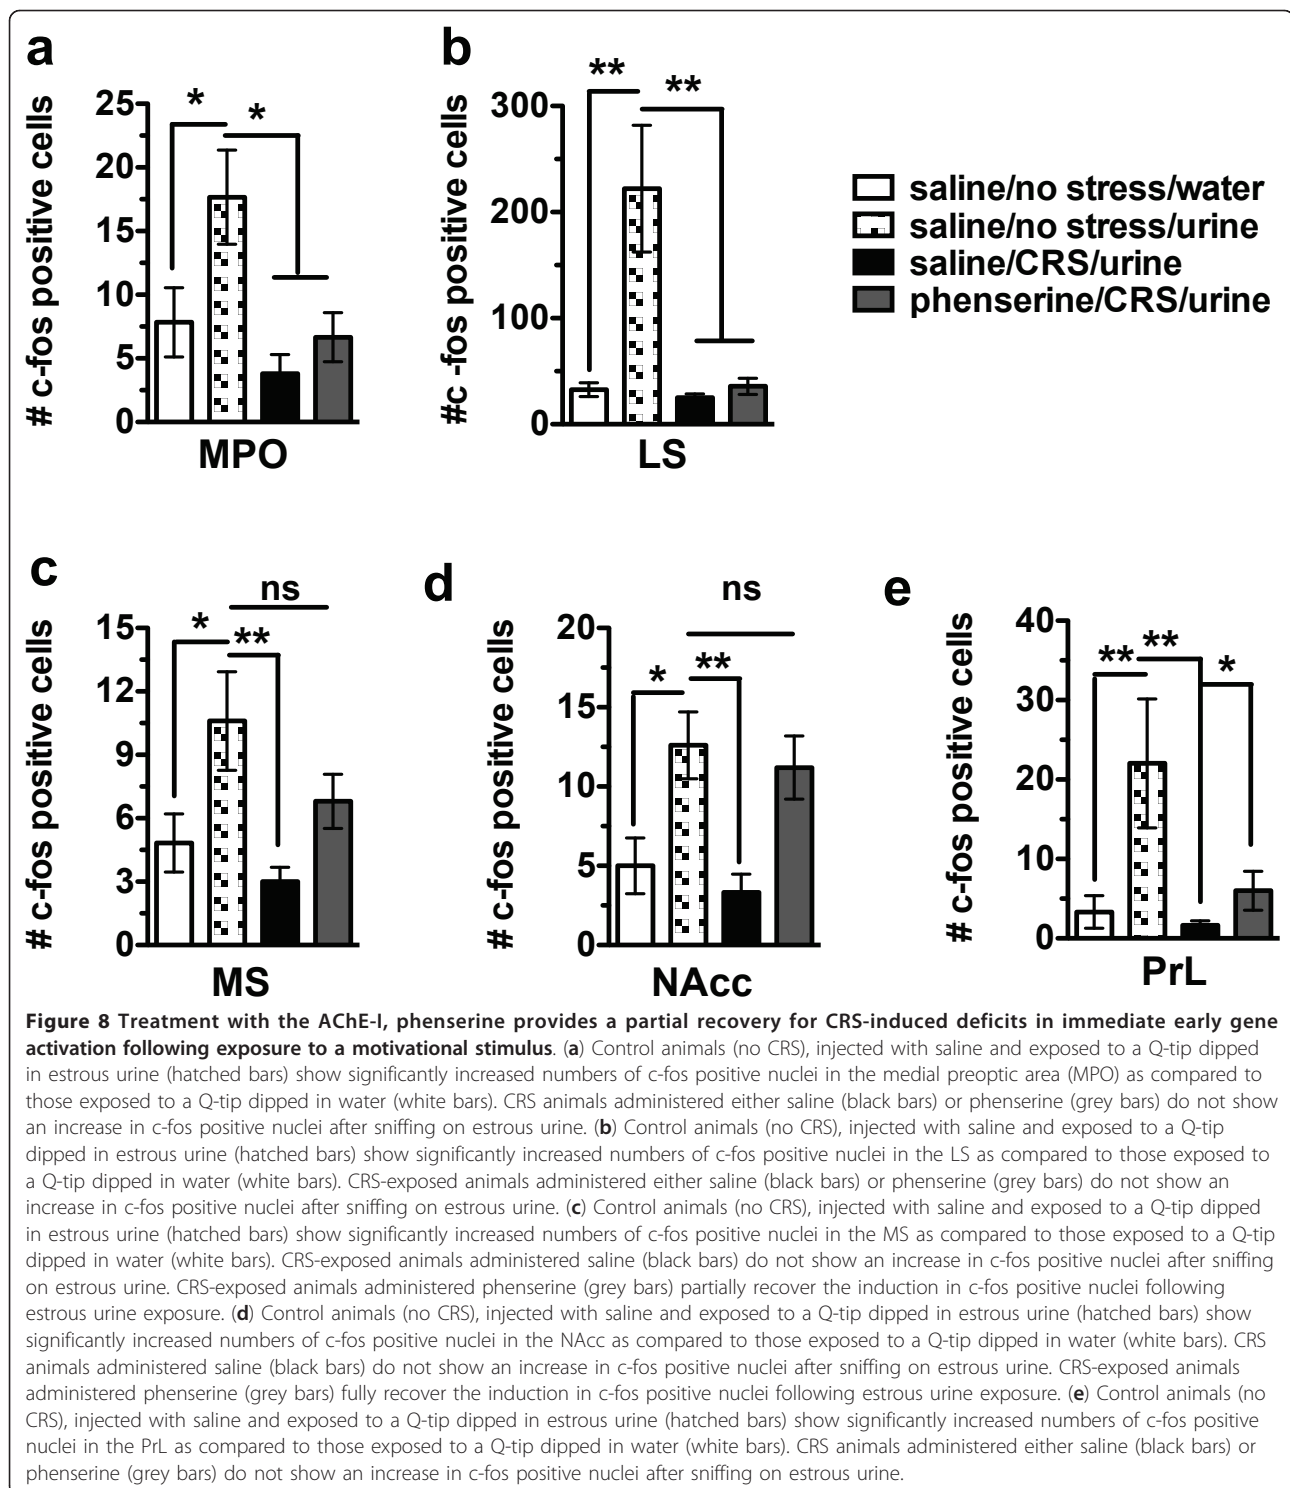 a
# c-fos positive cells
25
20
15
10
5
0
*
*
MPO
b
#c -fos positive cells
300
200
100
0
**
**
LS
saline/no stress/water
saline/no stress/urine
saline/CRS/urine
phenserine/CRS/urine
c
# c-fos positive cells
15
12
9
6
3
0
ns
*
**
MS
d
# c-fos positive cells
20
15
10
5
0
ns
*
**
NAcc
e
# c-fos positive cells
40
30
20
10
0
**
**
*
PrL
Figure 8 Treatment with the AChE-I, phenserine provides a partial recovery for CRS-induced deficits in immediate early gene
activation following exposure to a motivational stimulus. (a) Control animals (no CRS), injected with saline and exposed to a Q-tip dipped
in estrous urine (hatched bars) show significantly increased numbers of c-fos positive nuclei in the medial preoptic area (MPO) as compared to
those exposed to a Q-tip dipped in water (white bars). CRS animals administered either saline (black bars) or phenserine (grey bars) do not show
an increase in c-fos positive nuclei after sniffing on estrous urine. (b) Control animals (no CRS), injected with saline and exposed to a Q-tip
dipped in estrous urine (hatched bars) show significantly increased numbers of c-fos positive nuclei in the LS as compared to those exposed to
a Q-tip dipped in water (white bars). CRS-exposed animals administered either saline (black bars) or phenserine (grey bars) do not show an
increase in c-fos positive nuclei after sniffing on estrous urine. (c) Control animals (no CRS), injected with saline and exposed to a Q-tip dipped
in estrous urine (hatched bars) show significantly increased numbers of c-fos positive nuclei in the MS as compared to those exposed to a Q-tip
dipped in water (white bars). CRS-exposed animals administered saline (black bars) do not show an increase in c-fos positive nuclei after sniffing
on estrous urine. CRS-exposed animals administered phenserine (grey bars) partially recover the induction in c-fos positive nuclei following
estrous urine exposure. (d) Control animals (no CRS), injected with saline and exposed to a Q-tip dipped in estrous urine (hatched bars) show
significantly increased numbers of c-fos positive nuclei in the NAcc as compared to those exposed to a Q-tip dipped in water (white bars). CRS
animals administered saline (black bars) do not show an increase in c-fos positive nuclei after sniffing on estrous urine. CRS-exposed animals
administered phenserine (grey bars) fully recover the induction in c-fos positive nuclei following estrous urine exposure. (e) Control animals (no
CRS), injected with saline and exposed to a Q-tip dipped in estrous urine (hatched bars) show significantly increased numbers of c-fos positive
nuclei in the PrL as compared to those exposed to a Q-tip dipped in water (white bars). CRS animals administered either saline (black bars) or
phenserine (grey bars) do not show an increase in c-fos positive nuclei after sniffing on estrous urine.